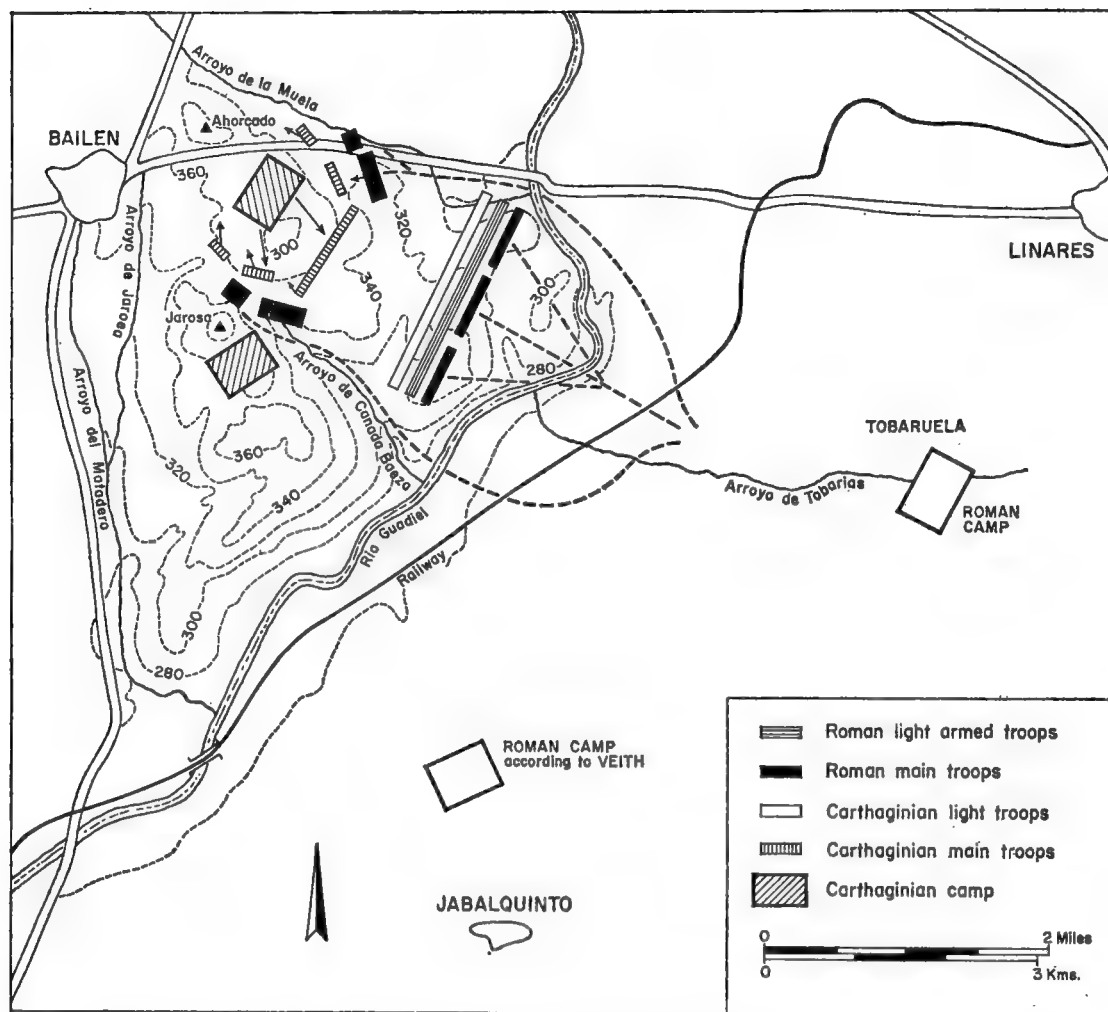 Arroyo de la Muela
Ahorcado
BAILEN
360
320
300
340
300
LINARES
Arroyo de Jarosa
Jarosa
280
Arroyo de Canada Baeza
Arroyo del Matadero
360
320
340
TOBARUELA
Arroyo de Tobarias
ROMAN
CAMP
Rio Guadiel
Railway
300
280
ROMAN CAMP
according to VEITH
JABALQUINTO
Roman light armed troops
Roman main troops
Carthaginian light troops
Carthaginian main troops
Carthaginian camp
0 2 Miles
0 3 Kms.